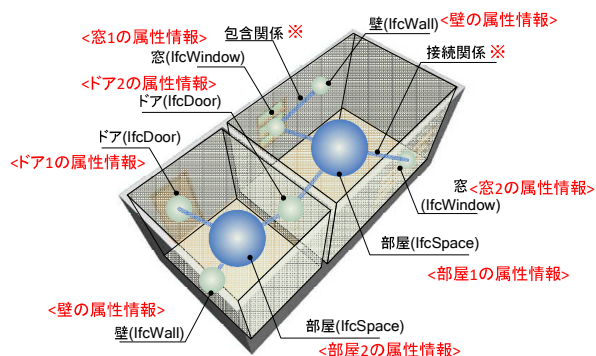 <窓1の属性情報>
包含関係 ※
壁(IfcWall)
<壁の属性情報>
窓(IfcWindow)
接続関係 ※
<ドア2の属性情報>
ドア(IfcDoor)
ドア(IfcDoor)
<ドア1の属性情報>
窓
<窓2の属性情報>
(IfcWindow)
部屋(IfcSpace)
<部屋1の属性情報>
<壁の属性情報>
壁(IfcWall)
部屋(IfcSpace)
<部屋2の属性情報>